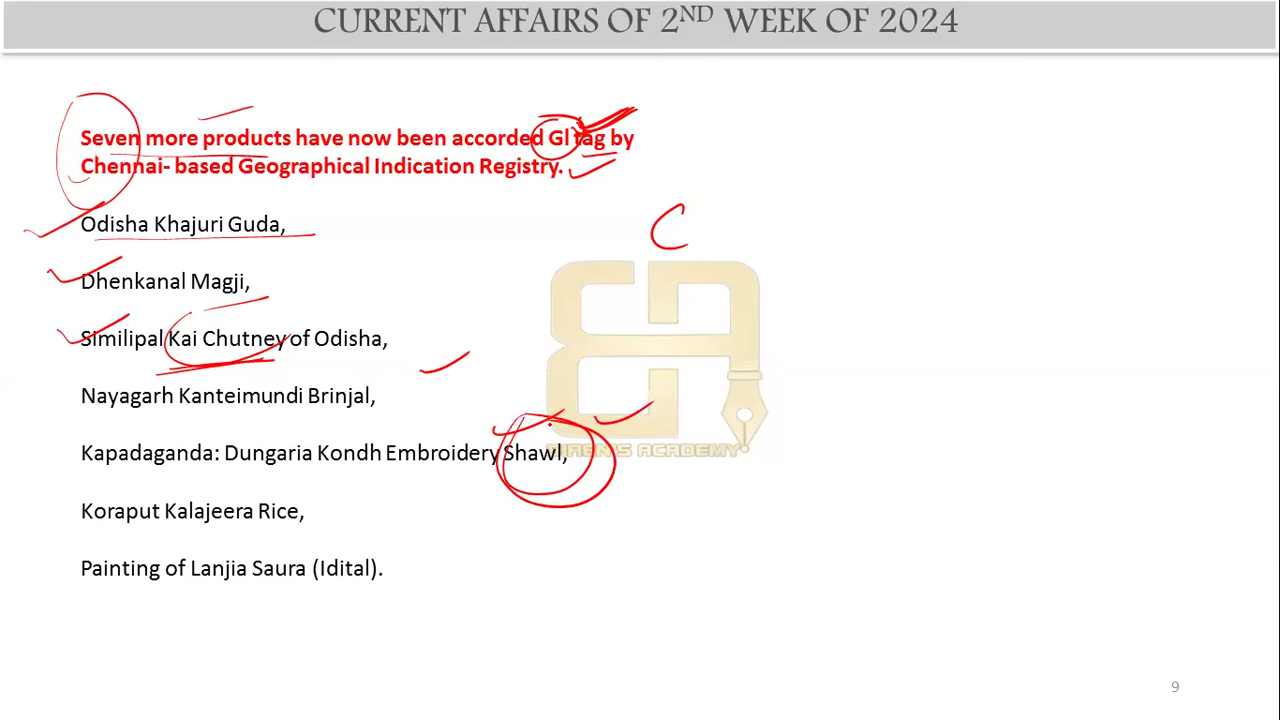 CURRENT AFFAIRS OF 2ND WEEK OF 2024
Seven more products have now been accorded GI tag by
Chennai- based Geographical Indication Registry.
Odisha Khajuri Guda,
Dhenkanal Magji,
Similipal Kai Chutney of Odisha,
Nayagarh Kanteimundi Brinjal,
Kapadaganda: Dungaria Kondh Embroidery Shawl,
Koraput Kalajeera Rice,
Painting of Lanjia Saura (Idital).
C
ACADEMY
9